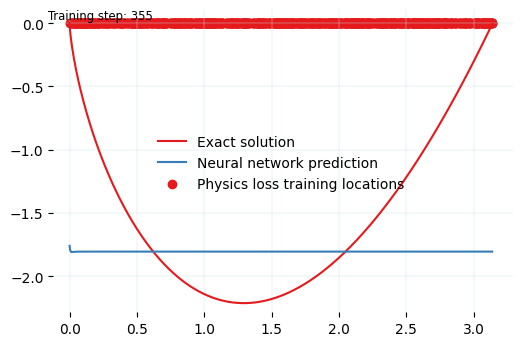 Training step: 355
0.0
−0.5
−1.0
−1.5
−2.0
Exact solution
Neural network prediction
Physics loss training locations
0.0 0.5 1.0 1.5 2.0 2.5 3.0